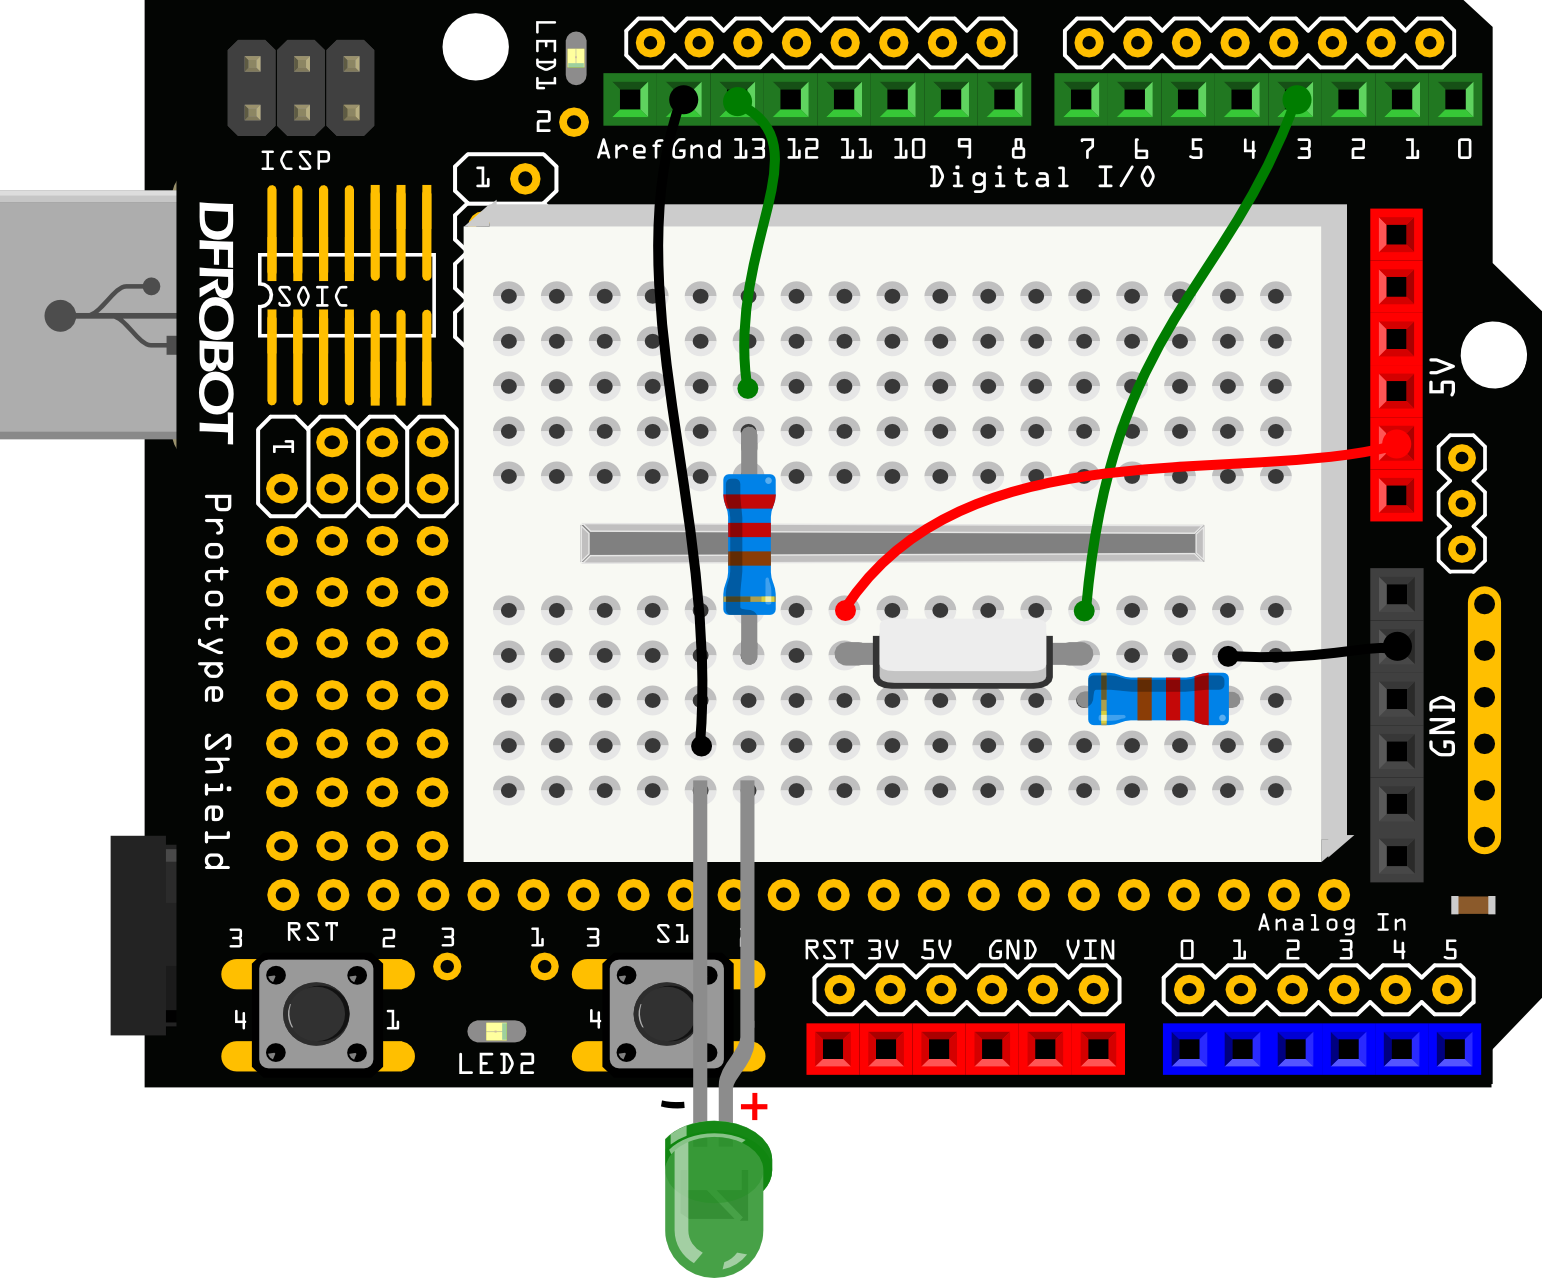 LED1
2
ICSP
Aref Gnd 13 12 11 10 9 8 7 6 5 4 3 2 1 0
Digital I/O
1
DFROBOT
SOIC
5V
1
Prototype Shield
GND
3 RST 2 3 1 3 S1
4 1 4
LED2
Analog In
RST 3V 5V GND VIN 0 1 2 3 4 5
- +